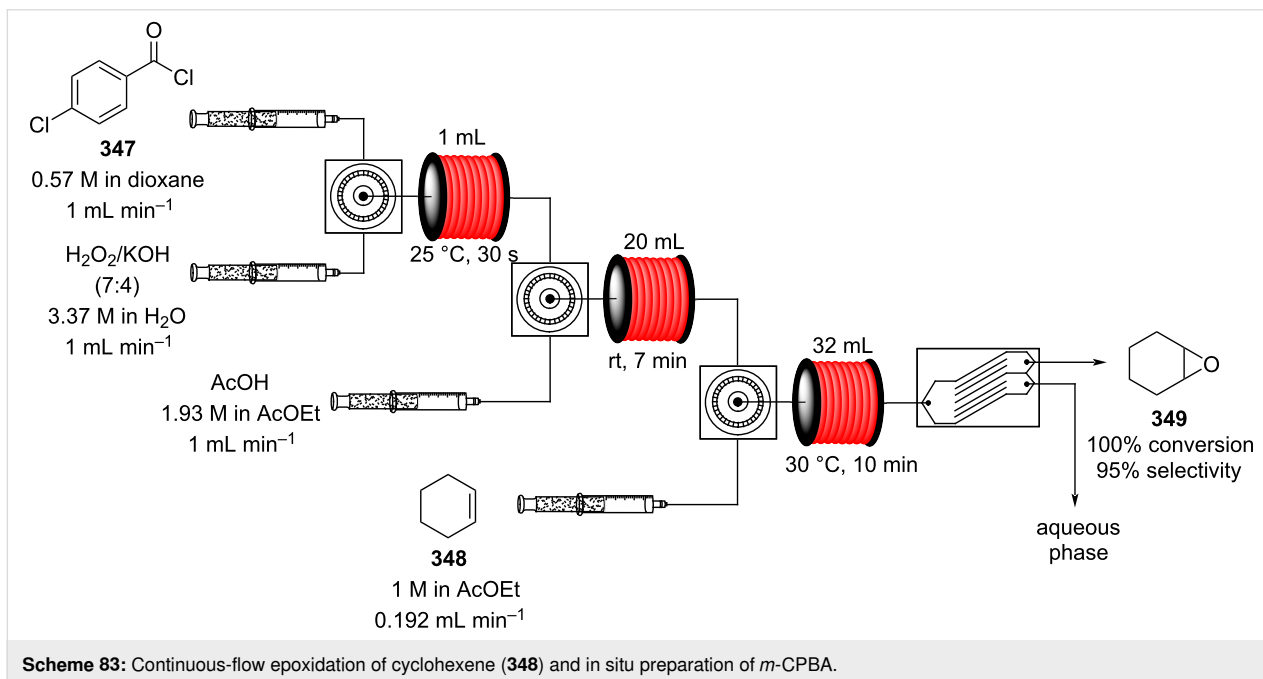 O
Cl
Cl
347
0.57 M in dioxane
1 mL min⁻¹
H₂O₂/KOH
(7:4)
3.37 M in H₂O
1 mL min⁻¹
1 mL
25 °C, 30 s
AcOH
1.93 M in AcOEt
1 mL min⁻¹
20 mL
rt, 7 min
348
1 M in AcOEt
0.192 mL min⁻¹
32 mL
30 °C, 10 min
O
349
100% conversion
95% selectivity
aqueous
phase
Scheme 83: Continuous-flow epoxidation of cyclohexene (348) and in situ preparation of m-CPBA.